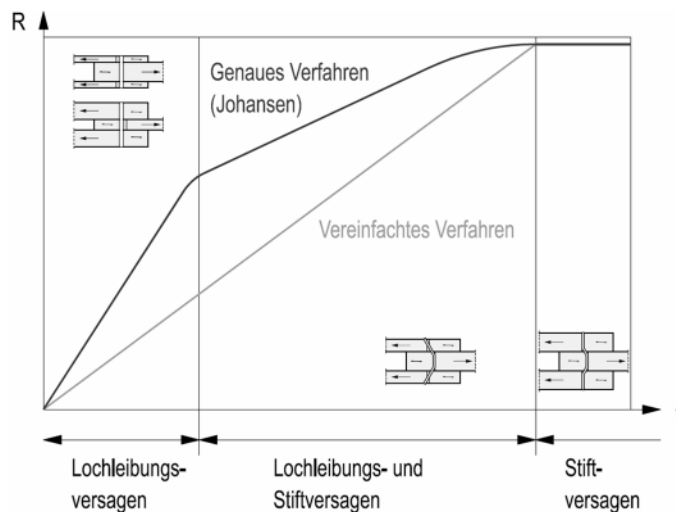 R
Genaues Verfahren
(Johansen)
Vereinfachtes Verfahren
Lochleibungs-
versagen
Lochleibungs- und
Stiftversagen
Stift-
versagen